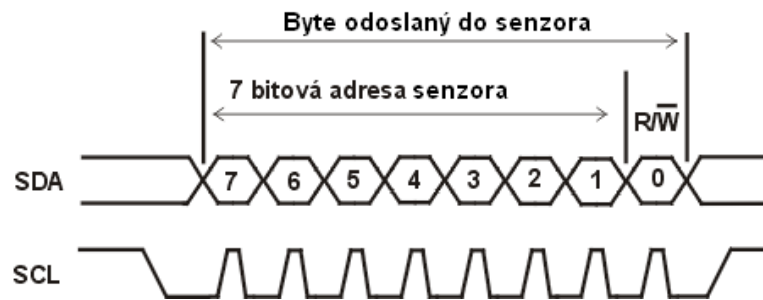 Byte odoslaný do senzora
7 bitová adresa senzora
R/W̅
SDA 7 6 5 4 3 2 1 0
SCL